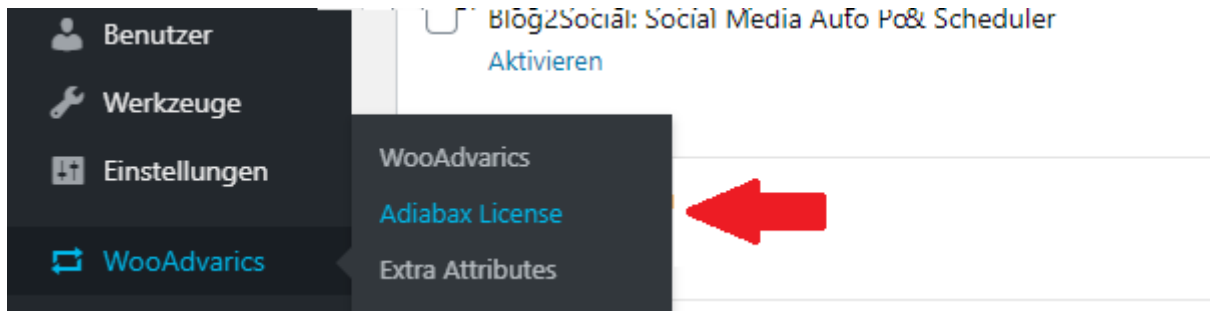 Benutzer
Werkzeuge
Einstellungen
WooAdvarics
WooAdvarics
Adiabax License
Extra Attributes
Blog2Social: Social Media Auto Po& Scheduler
Aktivieren